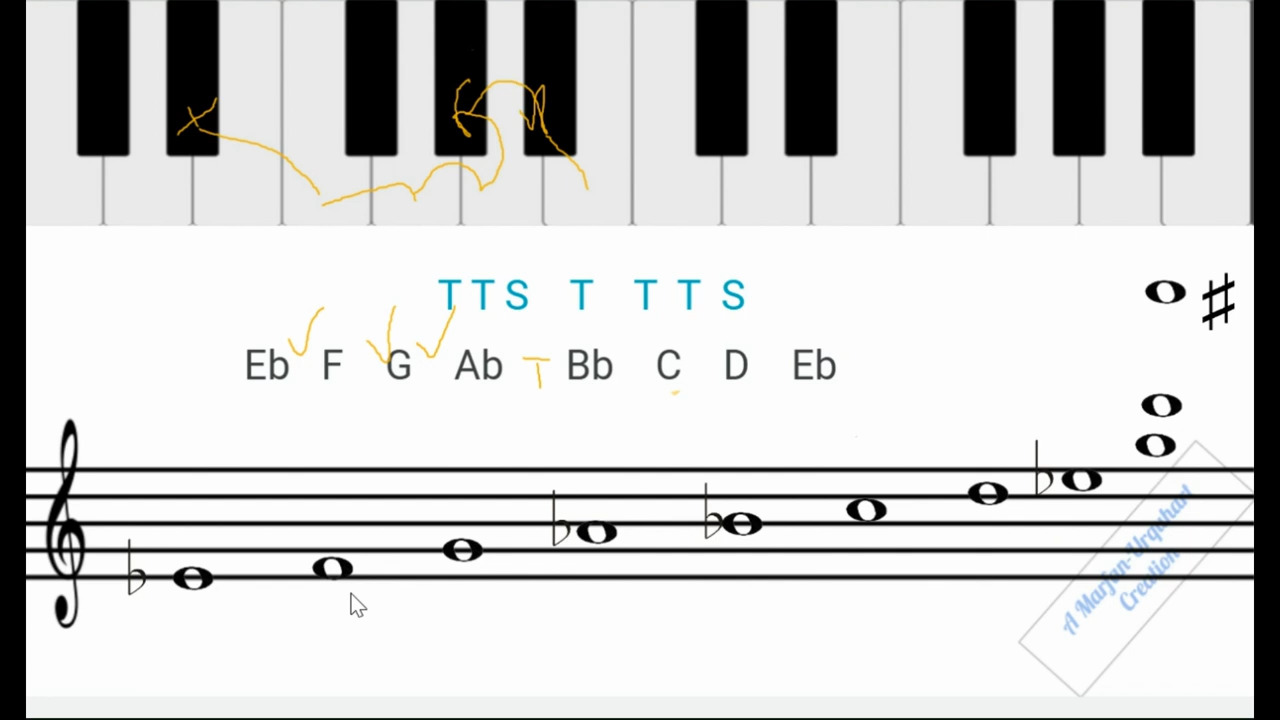 T T S T T T S
Eb F G Ab T Bb C D Eb
A Marjan-Urquhart
Creation